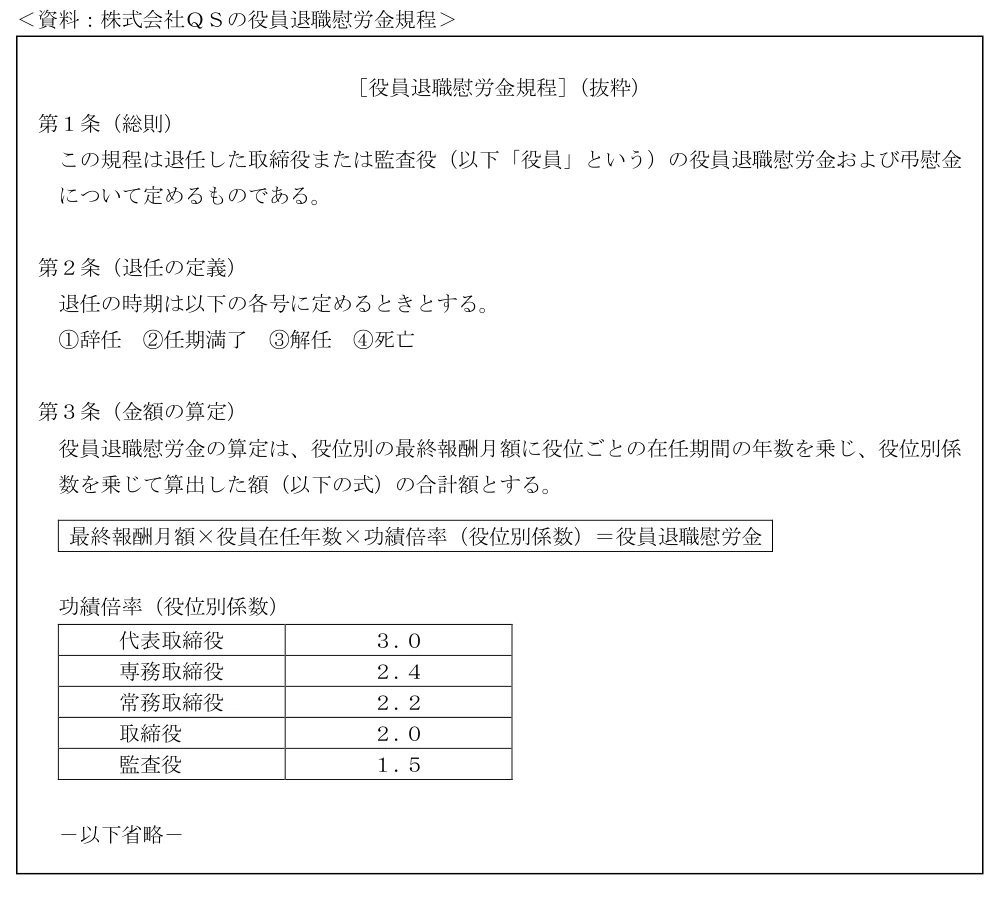 ＜資料：株式会社ＱＳの役員退職慰労金規程＞
［役員退職慰労金規程］（抜粋）
第１条（総則）
この規程は退任した取締役または監査役（以下「役員」という）の役員退職慰労金および弔慰金
について定めるものである。
第２条（退任の定義）
退任の時期は以下の各号に定めるときとする。
①辞任　②任期満了　③解任　④死亡
第３条（金額の算定）
役員退職慰労金の算定は、役位別の最終報酬月額に役位ごとの在任期間の年数を乗じ、役位別係
数を乗じて算出した額（以下の式）の合計額とする。
最終報酬月額×役員在任年数×功績倍率（役位別係数）＝役員退職慰労金
功績倍率（役位別係数）
代表取締役　３．０
専務取締役　２．４
常務取締役　２．２
取締役　２．０
監査役　１．５
－以下省略－